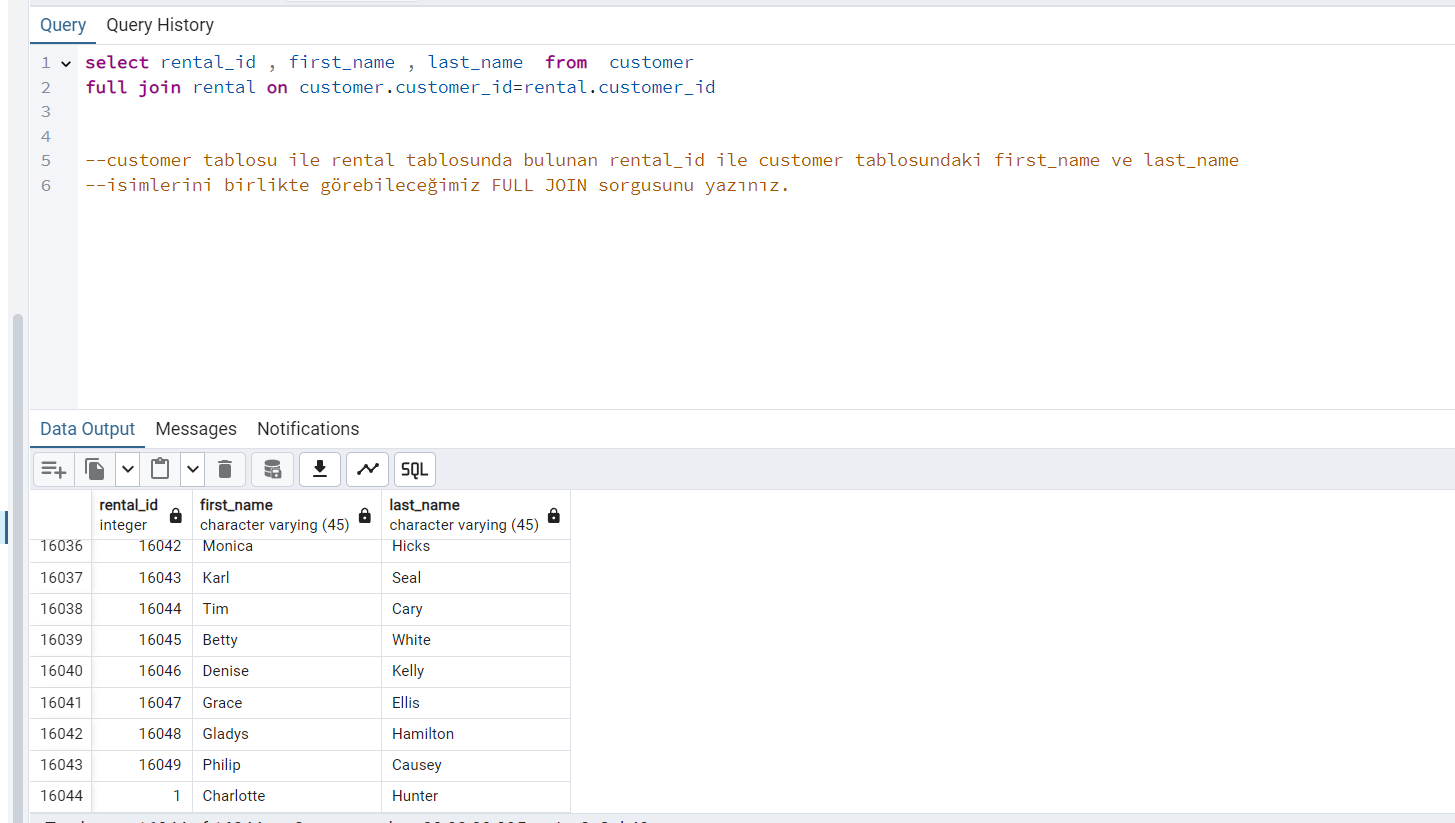 Query Query History
1 select rental_id , first_name , last_name from customer
2 full join rental on customer.customer_id=rental.customer_id
3
4
5 --customer tablosu ile rental tablosunda bulunan rental_id ile customer tablosundaki first_name ve last_name
6 --isimlerini birlikte görebileceğimiz FULL JOIN sorgusunu yazınız.
Data Output Messages Notifications
SQL
rental_id first_name last_name
integer character varying (45) character varying (45)
16036 16042 Monica Hicks
16037 16043 Karl Seal
16038 16044 Tim Cary
16039 16045 Betty White
16040 16046 Denise Kelly
16041 16047 Grace Ellis
16042 16048 Gladys Hamilton
16043 16049 Philip Causey
16044 1 Charlotte Hunter